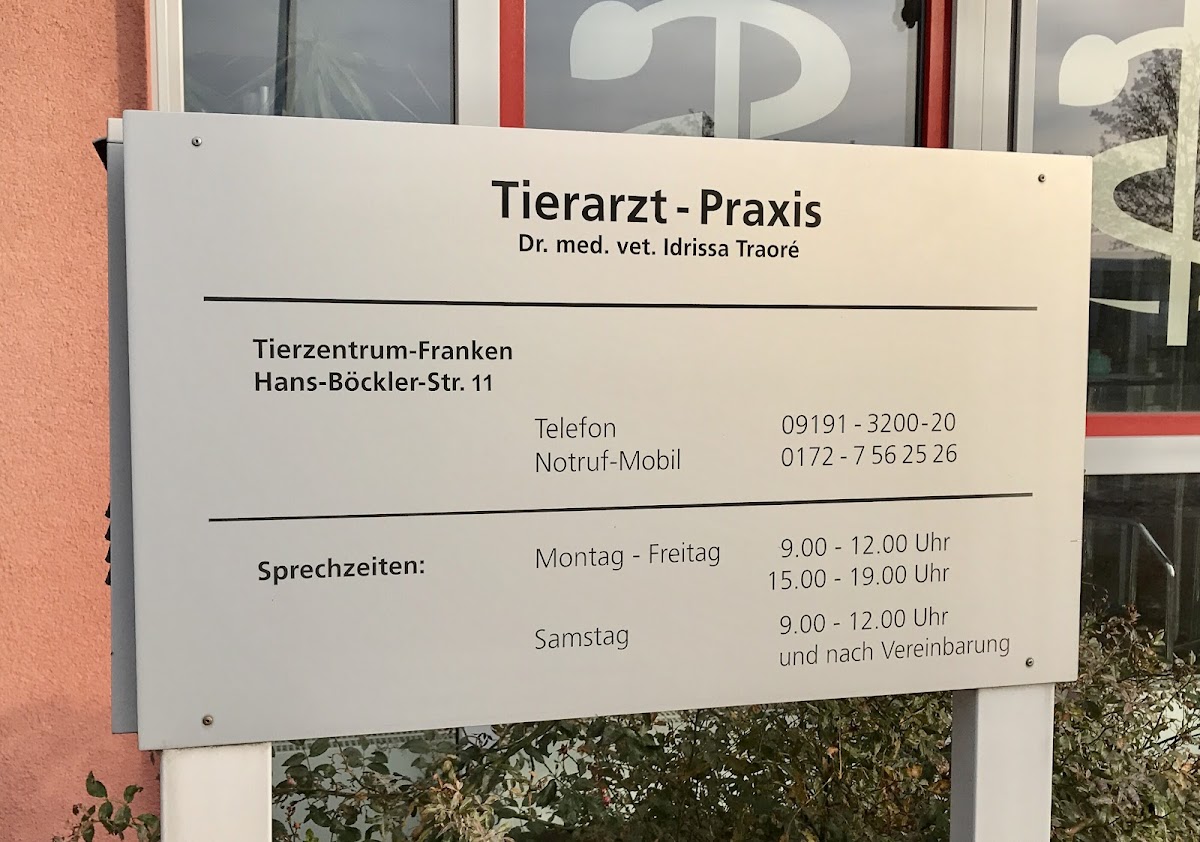 Tierarzt - Praxis
Dr. med. vet. Idrissa Traoré
Tierzentrum-Franken
Hans-Böckler-Str. 11
Telefon 09191 - 3200-20
Notruf-Mobil 0172 - 7 56 25 26
Sprechzeiten: Montag - Freitag 9.00 - 12.00 Uhr
15.00 - 19.00 Uhr
Samstag 9.00 - 12.00 Uhr
und nach Vereinbarung